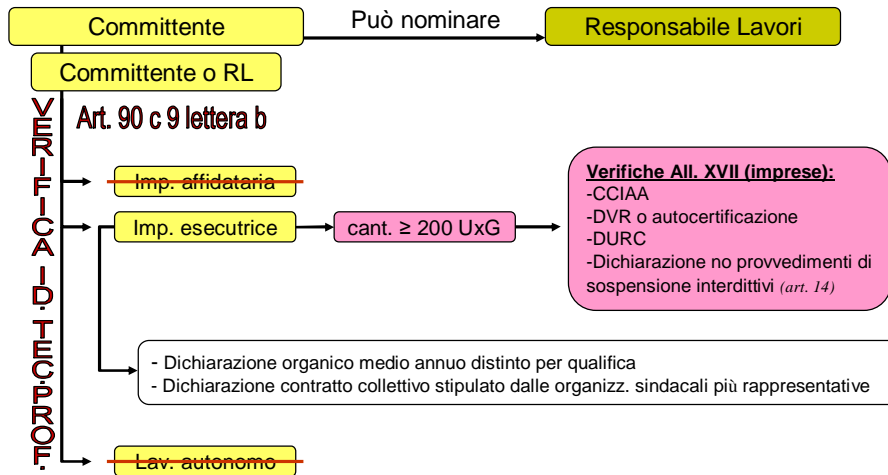 Committente
Può nominare
Responsabile Lavori
Committente o RL
VERIFICA ID. TEC.PROF.
Art. 90 c 9 lettera b
Imp. affidataria
Imp. esecutrice
cant. ≥ 200 UxG
Verifiche All. XVII (imprese):
-CCIAA
-DVR o autocertificazione
-DURC
-Dichiarazione no provvedimenti di
sospensione interdittivi (art. 14)
- Dichiarazione organico medio annuo distinto per qualifica
- Dichiarazione contratto collettivo stipulato dalle organizz. sindacali più rappresentative
Lav. autonomo